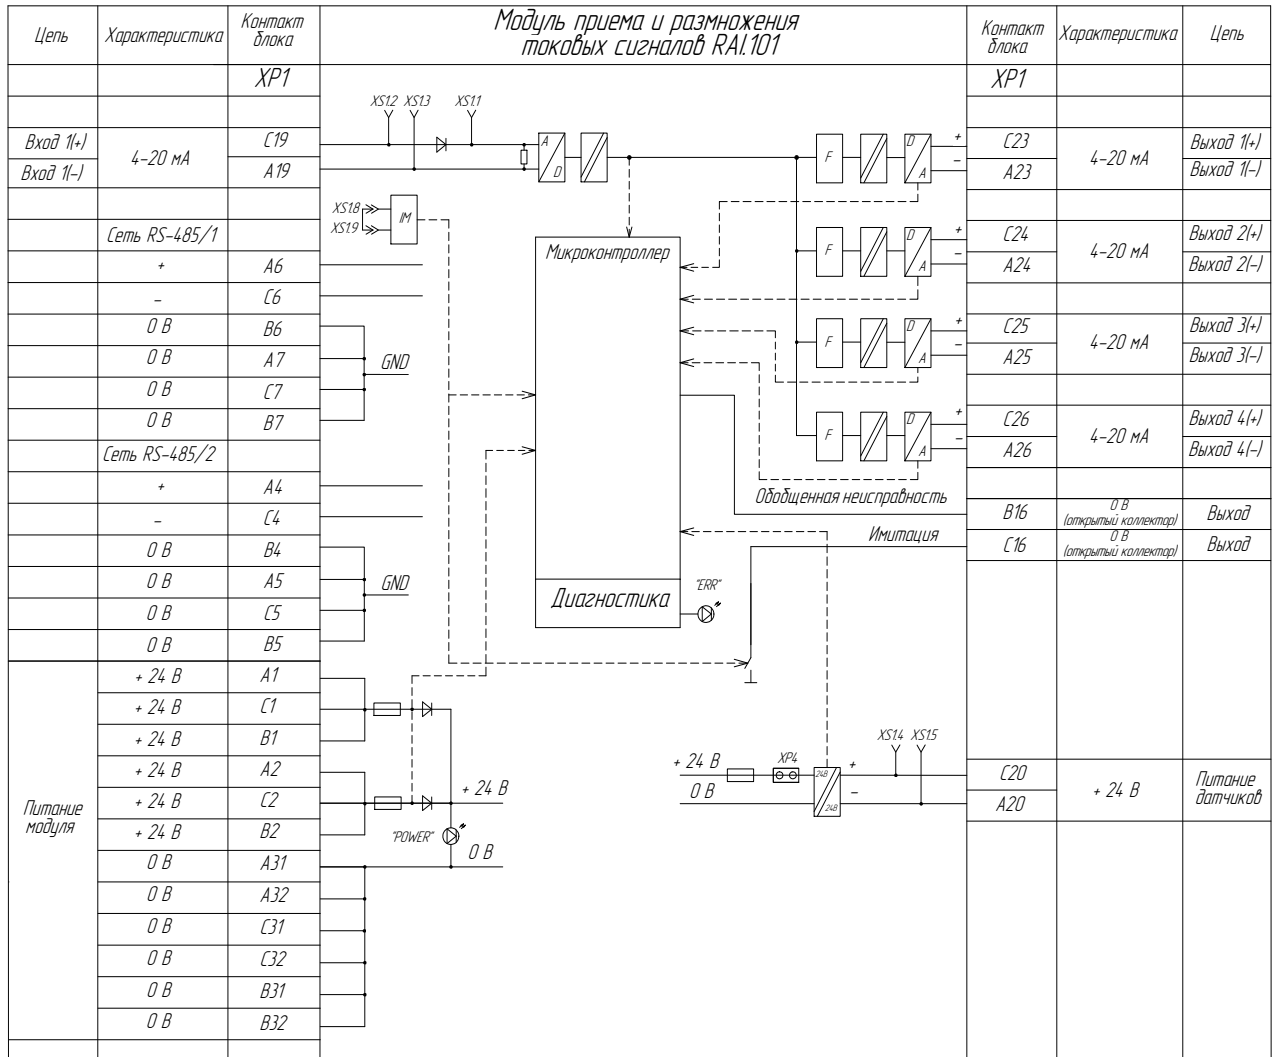 Цепь
Характеристика
Контакт
блока
Модуль приема и размножения
токовых сигналов RAI.101
Контакт
блока
Характеристика
Цепь
XP1
XP1
XS1.2 XS1.3 XS1.1
Вход 1(+)
4-20 мА
C19
Вход 1(-)
A19
A
D
F
D
A
+
-
C23
A23
4-20 мА
Выход 1(+)
Выход 1(-)
XS1.8
XS1.9
IM
Сеть RS-485/1
+ A6
- C6
0 В B6
0 В A7
0 В C7
0 В B7
GND
Микроконтроллер
F
D
A
+
-
C24
A24
4-20 мА
Выход 2(+)
Выход 2(-)
F
D
A
+
-
C25
A25
4-20 мА
Выход 3(+)
Выход 3(-)
F
D
A
+
-
C26
A26
4-20 мА
Выход 4(+)
Выход 4(-)
Сеть RS-485/2
+ A4
- C4
0 В B4
0 В A5
0 В C5
0 В B5
GND
Обобщенная неисправность
B16
0 В
(открытый коллектор)
Выход
Имитация
C16
0 В
(открытый коллектор)
Выход
Диагностика
"ERR"
Питание
модуля
+ 24 В A1
+ 24 В C1
+ 24 В B1
+ 24 В A2
+ 24 В C2
+ 24 В B2
0 В A31
0 В A32
0 В C31
0 В C32
0 В B31
0 В B32
+ 24 В
"POWER"
0 В
+ 24 В
0 В
XP4
24В
24В
+
-
XS1.4 XS1.5
C20
A20
+ 24 В
Питание
датчиков